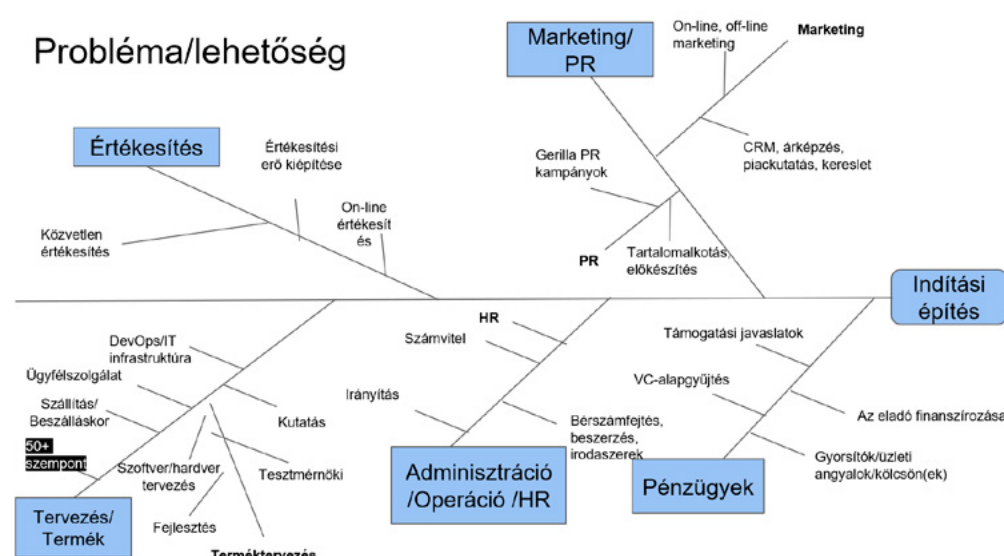 Probléma/lehetőség
Marketing/
PR
On-line, off-line
marketing
Marketing
Értékesítés
Értékesítési
erő kiépítése
Gerilla PR
kampányok
CRM, árképzés,
piackutatás, kereslet
On-line
értékesít
és
Közvetlen
értékesítés
PR
Tartalomalkotás,
előkészítés
Indítási
építés
HR
Számvitel
Támogatási javaslatok
DevOps/IT
infrastruktúra
Ügyfélszolgálat
Irányítás
VC-alapgyűjtés
Szállítás/
Beszálláskor
Kutatás
Bérszámfejtés,
beszerzés,
irodaszerek
Az eladó finanszírozása
50+
szempont
Szoftver/hardver
tervezés
Tesztmérnöki
Gyorsítók/üzleti
angyalok/kölcsön(ek)
Adminisztráció
/Operáció /HR
Pénzügyek
Tervezés/
Termék
Fejlesztés
Terméktervezés